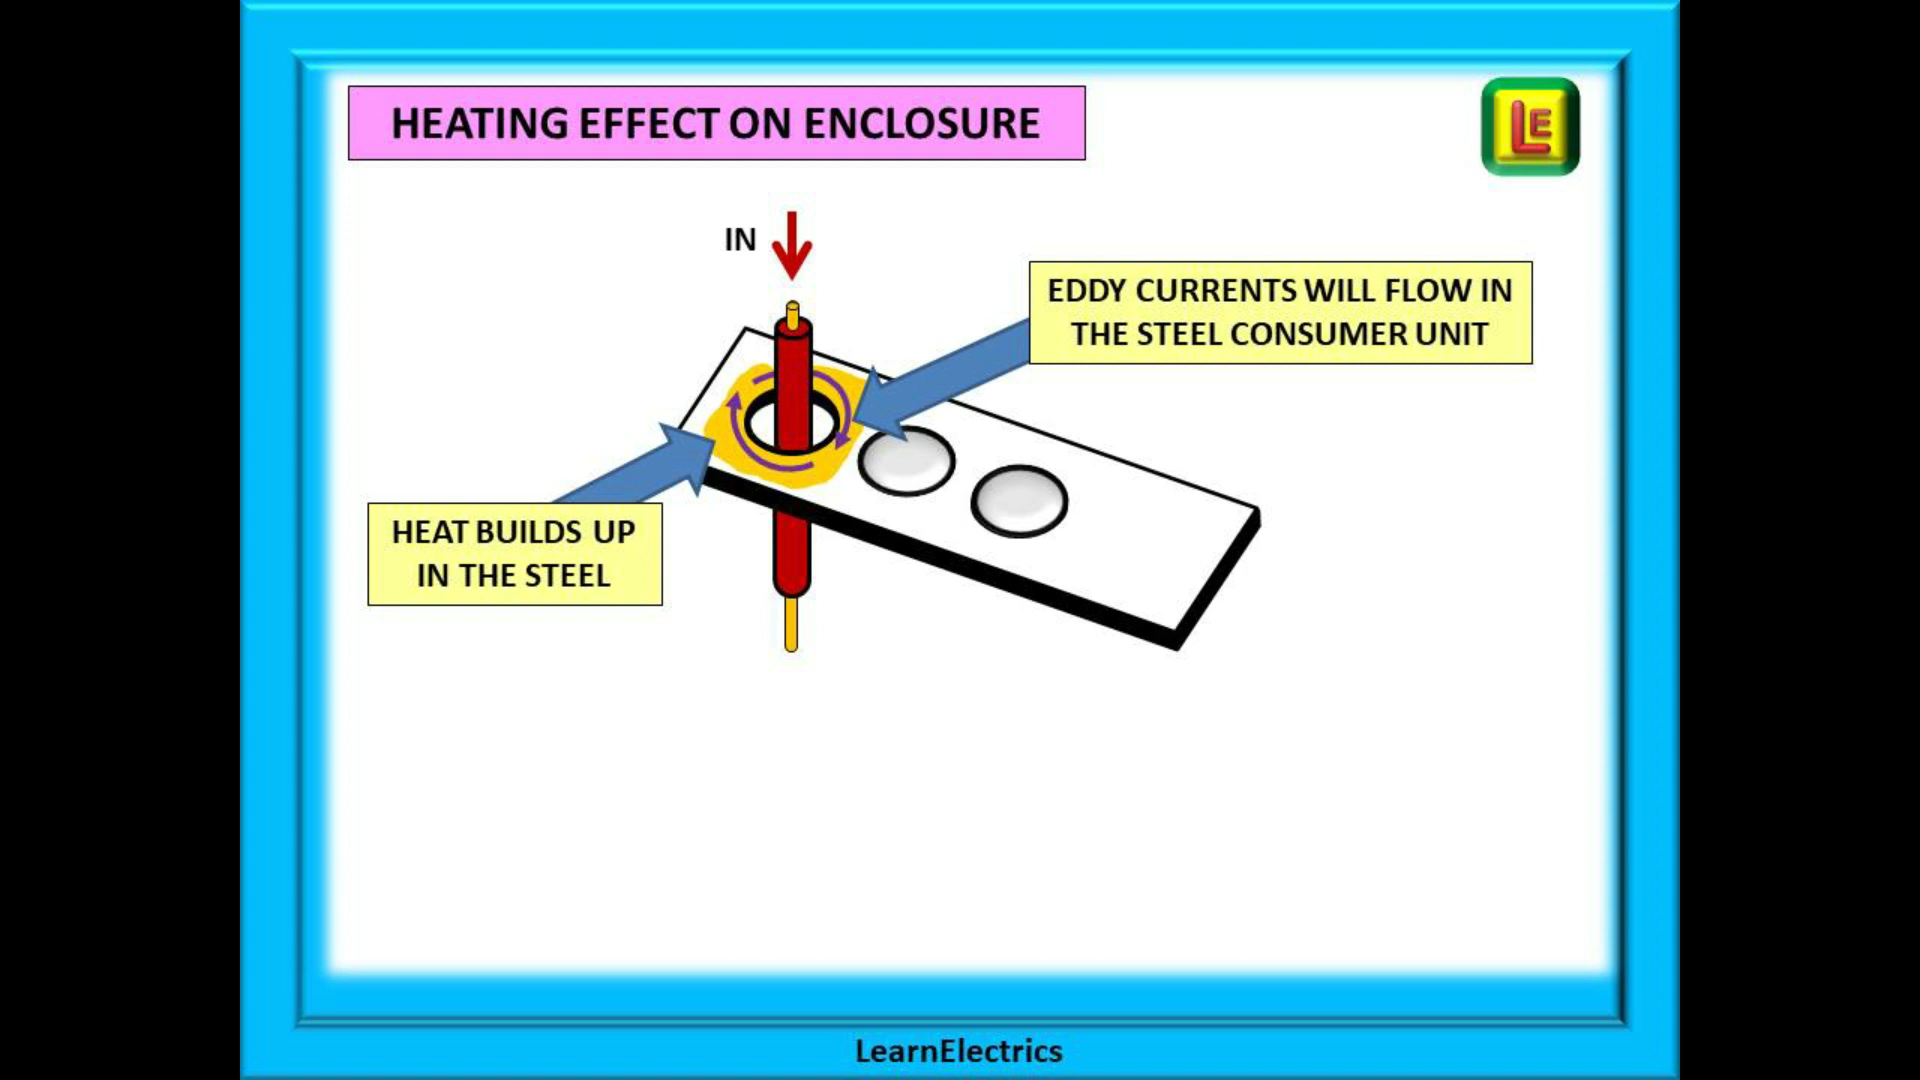 HEATING EFFECT ON ENCLOSURE
LE
IN
EDDY CURRENTS WILL FLOW IN
THE STEEL CONSUMER UNIT
HEAT BUILDS UP
IN THE STEEL
LearnElectrics